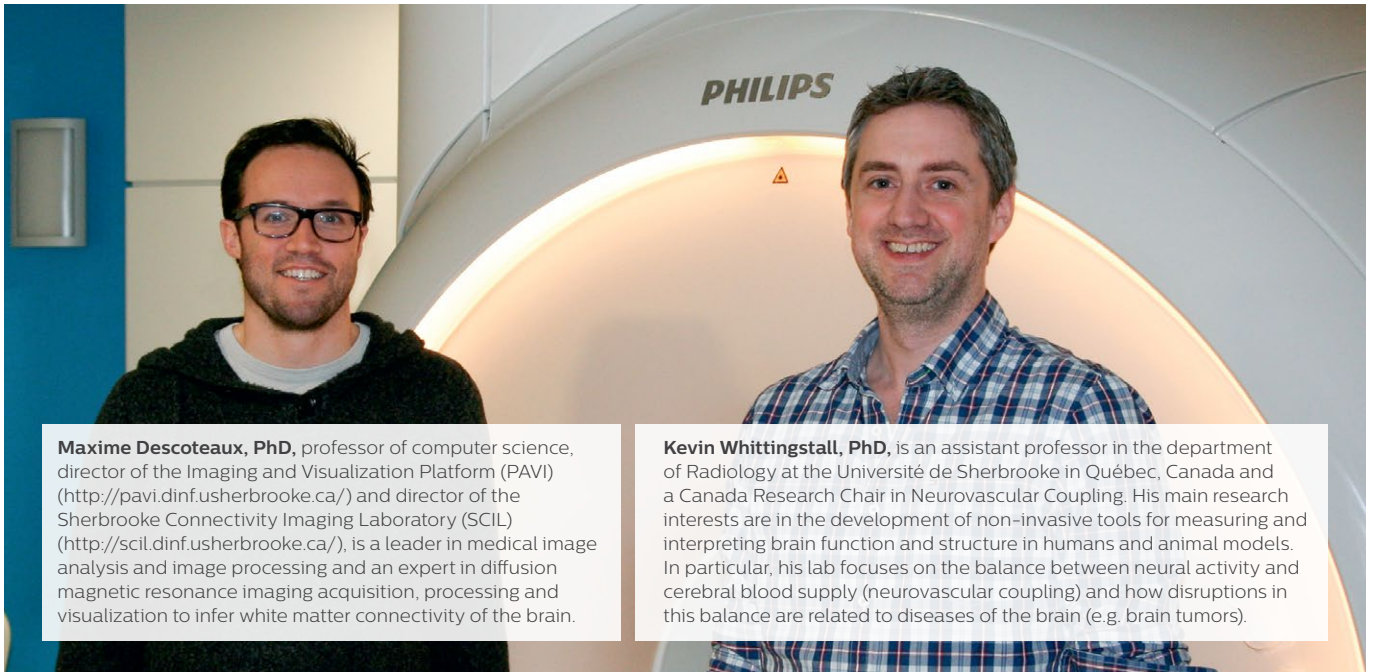 PHILIPS
Maxime Descoteaux, PhD, professor of computer science,
director of the Imaging and Visualization Platform (PAVI)
(http://pavi.dinf.usherbrooke.ca/) and director of the
Sherbrooke Connectivity Imaging Laboratory (SCIL)
(http://scil.dinf.usherbrooke.ca/), is a leader in medical image
analysis and image processing and an expert in diffusion
magnetic resonance imaging acquisition, processing and
visualization to infer white matter connectivity of the brain.
Kevin Whittingstall, PhD, is an assistant professor in the department
of Radiology at the Université de Sherbrooke in Québec, Canada and
a Canada Research Chair in Neurovascular Coupling. His main research
interests are in the development of non-invasive tools for measuring and
interpreting brain function and structure in humans and animal models.
In particular, his lab focuses on the balance between neural activity and
cerebral blood supply (neurovascular coupling) and how disruptions in
this balance are related to diseases of the brain (e.g. brain tumors).